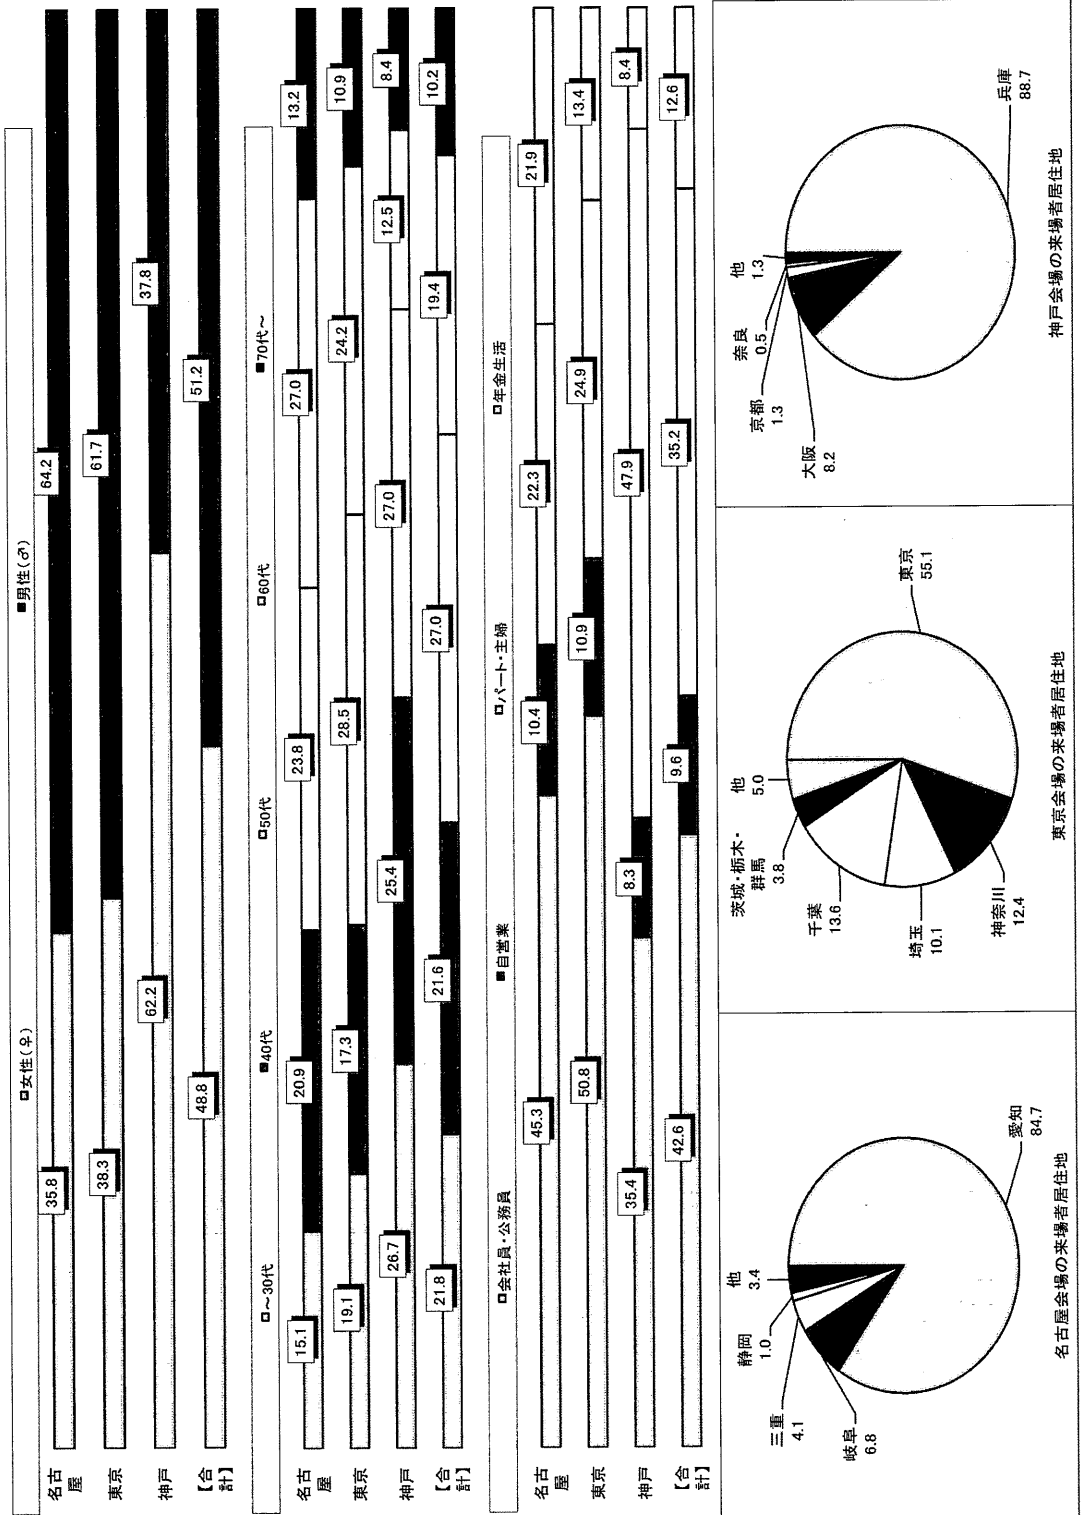 □女性(♀) ■男性(♂)
名古屋 35.8 64.2
東京 38.3 61.7
神戸 62.2 37.8
【合計】 48.8 51.2
□～30代 ■40代 □50代 □60代 ■70代～
名古屋 15.1 20.9 23.8 27.0 13.2
東京 19.1 17.3 28.5 24.2 10.9
神戸 26.7 25.4 27.0 12.5 8.4
【合計】 21.8 21.6 27.0 19.4 10.2
□会社員・公務員 ■自営業 □パート・主婦 □年金生活
名古屋 45.3 10.4 22.3 21.9
東京 50.8 10.9 24.9 13.4
神戸 35.4 8.3 47.9 8.4
【合計】 42.6 9.6 35.2 12.6
岐阜
6.8
三重
4.1
静岡
1.0
他
3.4
愛知
84.7
名古屋会場の来場者居住地
茨城・栃木・
群馬
3.8
他
5.0
千葉
13.6
埼玉
10.1
神奈川
12.4
東京
55.1
東京会場の来場者居住地
大阪
8.2
京都
1.3
奈良
0.5
他
1.3
兵庫
88.7
神戸会場の来場者居住地